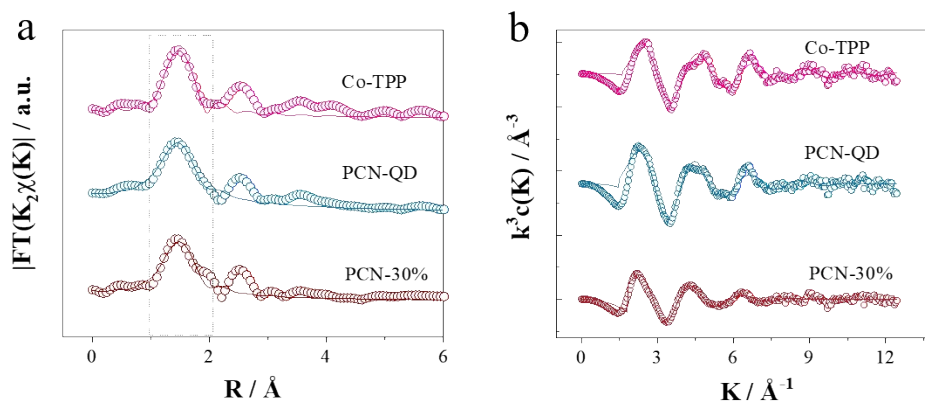 a
Co-TPP
PCN-QD
PCN-30%
|FT(K₂χ(K)| / a.u.
0 2 4 6
R / Å
b
Co-TPP
PCN-QD
PCN-30%
k³c(K) / Å⁻³
0 3 6 9 12
K / Å⁻¹